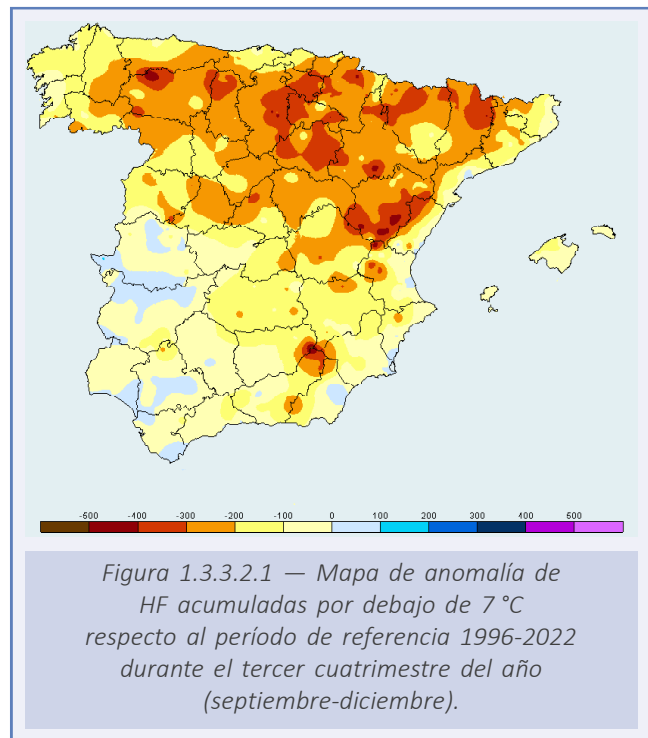 -500 -400 -300 -200 -100 0 100 200 300 400 500
Figura 1.3.3.2.1 — Mapa de anomalía de
HF acumuladas por debajo de 7 °C
respecto al período de referencia 1996-2022
durante el tercer cuatrimestre del año
(septiembre-diciembre).